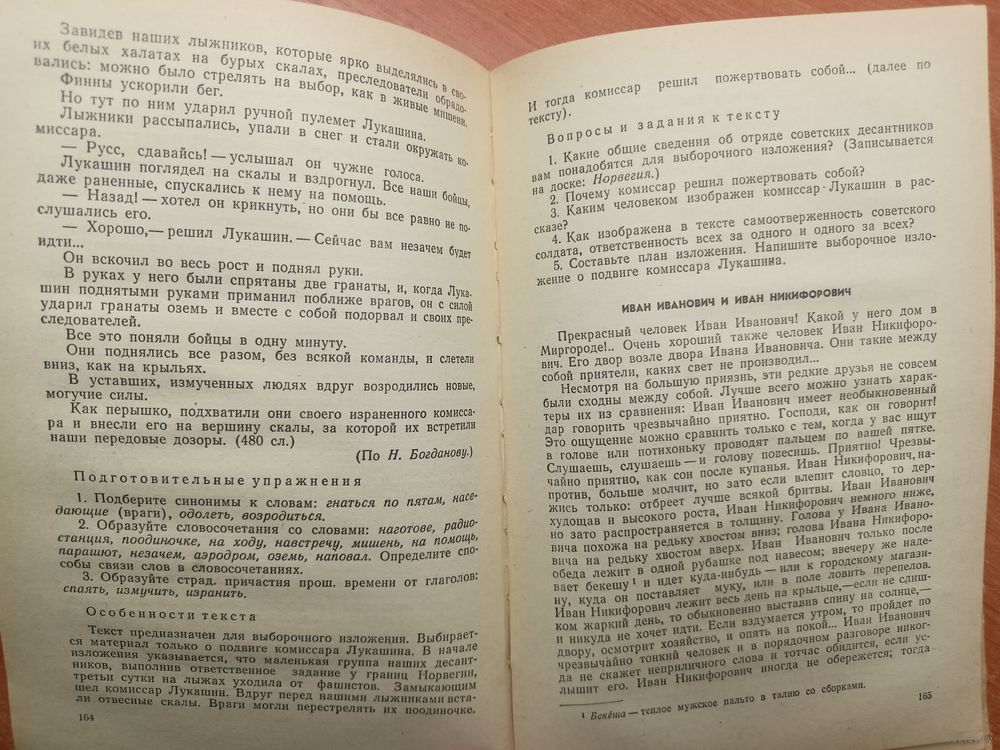 Завидев наших лыжников, которые ярко выделялись в сво-
их белых халатах на бурых скалах, преследователи обрадо-
вались: можно было стрелять на выбор, как в живые мишени.
Финны ускорили бег.
Но тут по ним ударил ручной пулемет Лукашина.
Лыжники рассыпались, упали в снег и стали окружать ко-
миссара.
— Русс, сдавайсь! — услышал он чужие голоса.
Лукашин поглядел на скалы и вздрогнул. Все наши бойцы,
даже раненные, спускались к нему на помощь.
— Назад! — хотел он крикнуть, но они бы все равно не по-
слушались его.
— Хорошо,— решил Лукашин. — Сейчас вам незачем будет
идти...
Он вскочил во весь рост и поднял руки.
В руках у него были спрятаны две гранаты, и, когда Лука-
шин поднятыми руками приманил поближе врагов, он с силой
ударил гранаты оземь и вместе с собой подорвал и своих пре-
следователей.
Все это поняли бойцы в одну минуту.
Они поднялись все разом, без всякой команды, и слетели
вниз, как на крыльях.
В уставших, измученных людях вдруг возродились новые,
могучие силы.
Как перышко, подхватили они своего израненного комисса-
ра и внесли его на вершину скалы, за которой их встретили
наши передовые дозоры. (480 сл.)
(По Н. Богданову.)
Подготовительные упражнения
1. Подберите синонимы к словам: гнаться по пятам, насе-
дающие (враги), одолеть, возродиться.
2. Образуйте словосочетания со словами: наготове, радио-
станция, поодиночке, на ходу, навстречу, мишень, на помощь,
парашют, незачем, аэродром, оземь, наповал. Определите спо-
собы связи слов в словосочетаниях.
3. Образуйте страд. причастия прош. времени от глаголов:
спаять, измучить, изранить.
Особенности текста
Текст предназначен для выборочного изложения. Выбирает-
ся материал только о подвиге комиссара Лукашина. В начале
изложения указывается, что маленькая группа наших десант-
ников, выполнив ответственное задание у границ Норвегии,
третьи сутки на лыжах уходила от фашистов. Замыкающим
шел комиссар Лукашин. Вдруг перед нашими лыжниками вста-
ли отвесные скалы. Враги могли перестрелять их поодиночке.
164
И тогда комиссар решил пожертвовать собой... (далее по
тексту).
Вопросы и задания к тексту
1. Какие общие сведения об отряде советских десантников
вам понадобятся для выборочного изложения? (Записывается
на доске: Норвегия.)
2. Почему комиссар решил пожертвовать собой?
3. Каким человеком изображен комиссар Лукашин в рас-
сказе?
4. Как изображена в тексте самоотверженность советского
солдата, ответственность всех за одного и одного за всех?
5. Составьте план изложения. Напишите выборочное изло-
жение о подвиге комиссара Лукашина.
ИВАН ИВАНОВИЧ И ИВАН НИКИФОРОВИЧ
Прекрасный человек Иван Иванович! Какой у него дом в
Миргороде!.. Очень хороший также человек Иван Никифоро-
вич. Его двор возле двора Ивана Ивановича. Они такие между
собой приятели, каких свет не производил...
Несмотря на большую приязнь, эти редкие друзья не совсем
были сходны между собой. Лучше всего можно узнать харак-
теры их из сравнения: Иван Иванович имеет необыкновенный
дар говорить чрезвычайно приятно. Господи, как он говорит!
Это ощущение можно сравнить только с тем, когда у вас ищут
в голове или потихоньку проводят пальцем по вашей пятке.
Слушаешь, слушаешь — и голову повесишь. Приятно! Чрезвы-
чайно приятно, как сон после купанья. Иван Никифорович, на-
против, больше молчит, но зато если влепит словцо, то дер-
жись только: отбреет лучше всякой бритвы. Иван Иванович
худощав и высокого роста, Иван Никифорович немного ниже,
но зато распространяется в толщину. Голова у Ивана Ивано-
вича похожа на редьку хвостом вниз; голова Ивана Никифоро-
вича на редьку хвостом вверх. Иван Иванович только после
обеда лежит в одной рубашке под навесом; ввечеру же наде-
вает бекешу ¹ и идет куда-нибудь — или к городскому магази-
ну, куда он поставляет муку, или в поле ловить перепелов.
Иван Никифорович лежит весь день на крыльце,—если не слиш-
ком жаркий день, то обыкновенно выставив спину на солнце,—
и никуда не хочет идти. Если вздумается утром, то пройдет по
двору, осмотрит хозяйство, и опять на покой... Иван Иванович
чрезвычайно тонкий человек и в порядочном разговоре никог-
да не скажет неприличного слова и тотчас обидится, если ус-
лышит его. Иван Никифорович иногда не обережется; тогда
¹ Бекеша — теплое мужское пальто в талию со сборками.
165